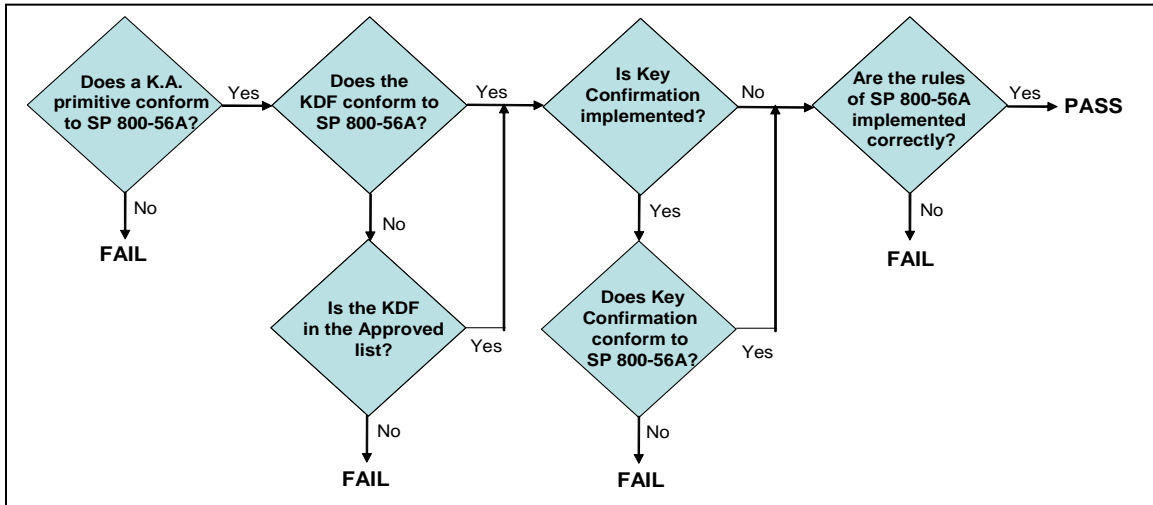 Does a K.A.
primitive conform
to SP 800-56A?
Yes
No
FAIL
Does the
KDF conform to
SP 800-56A?
Yes
No
Is the KDF
in the Approved
list?
Yes
No
FAIL
Is Key
Confirmation
implemented?
No
Yes
Does Key
Confirmation
conform to
SP 800-56A?
Yes
No
FAIL
Are the rules
of SP 800-56A
implemented
correctly?
Yes
PASS
No
FAIL